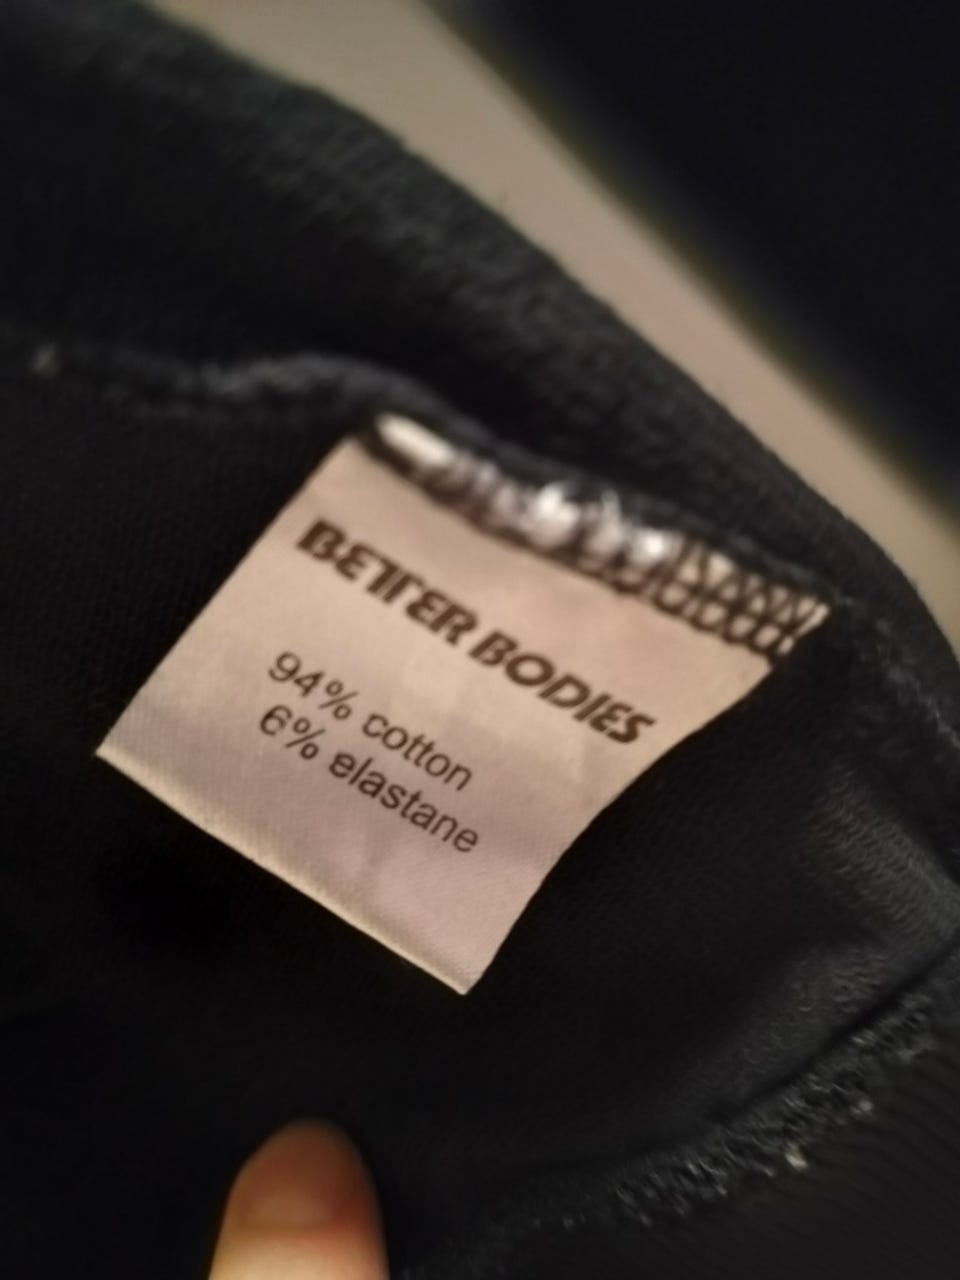 BETTER BODIES
94% cotton
6% elastane